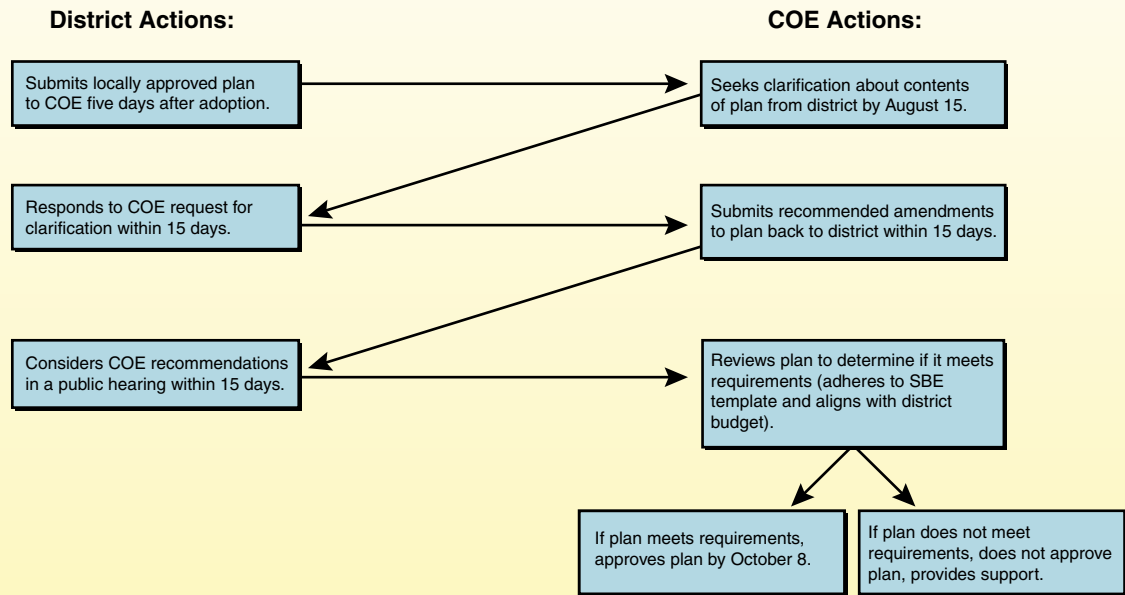 District Actions:
COE Actions:
Submits locally approved plan
to COE five days after adoption.
Seeks clarification about contents
of plan from district by August 15.
Responds to COE request for
clarification within 15 days.
Submits recommended amendments
to plan back to district within 15 days.
Considers COE recommendations
in a public hearing within 15 days.
Reviews plan to determine if it meets
requirements (adheres to SBE
template and aligns with district
budget).
If plan meets requirements,
approves plan by October 8.
If plan does not meet
requirements, does not approve
plan, provides support.